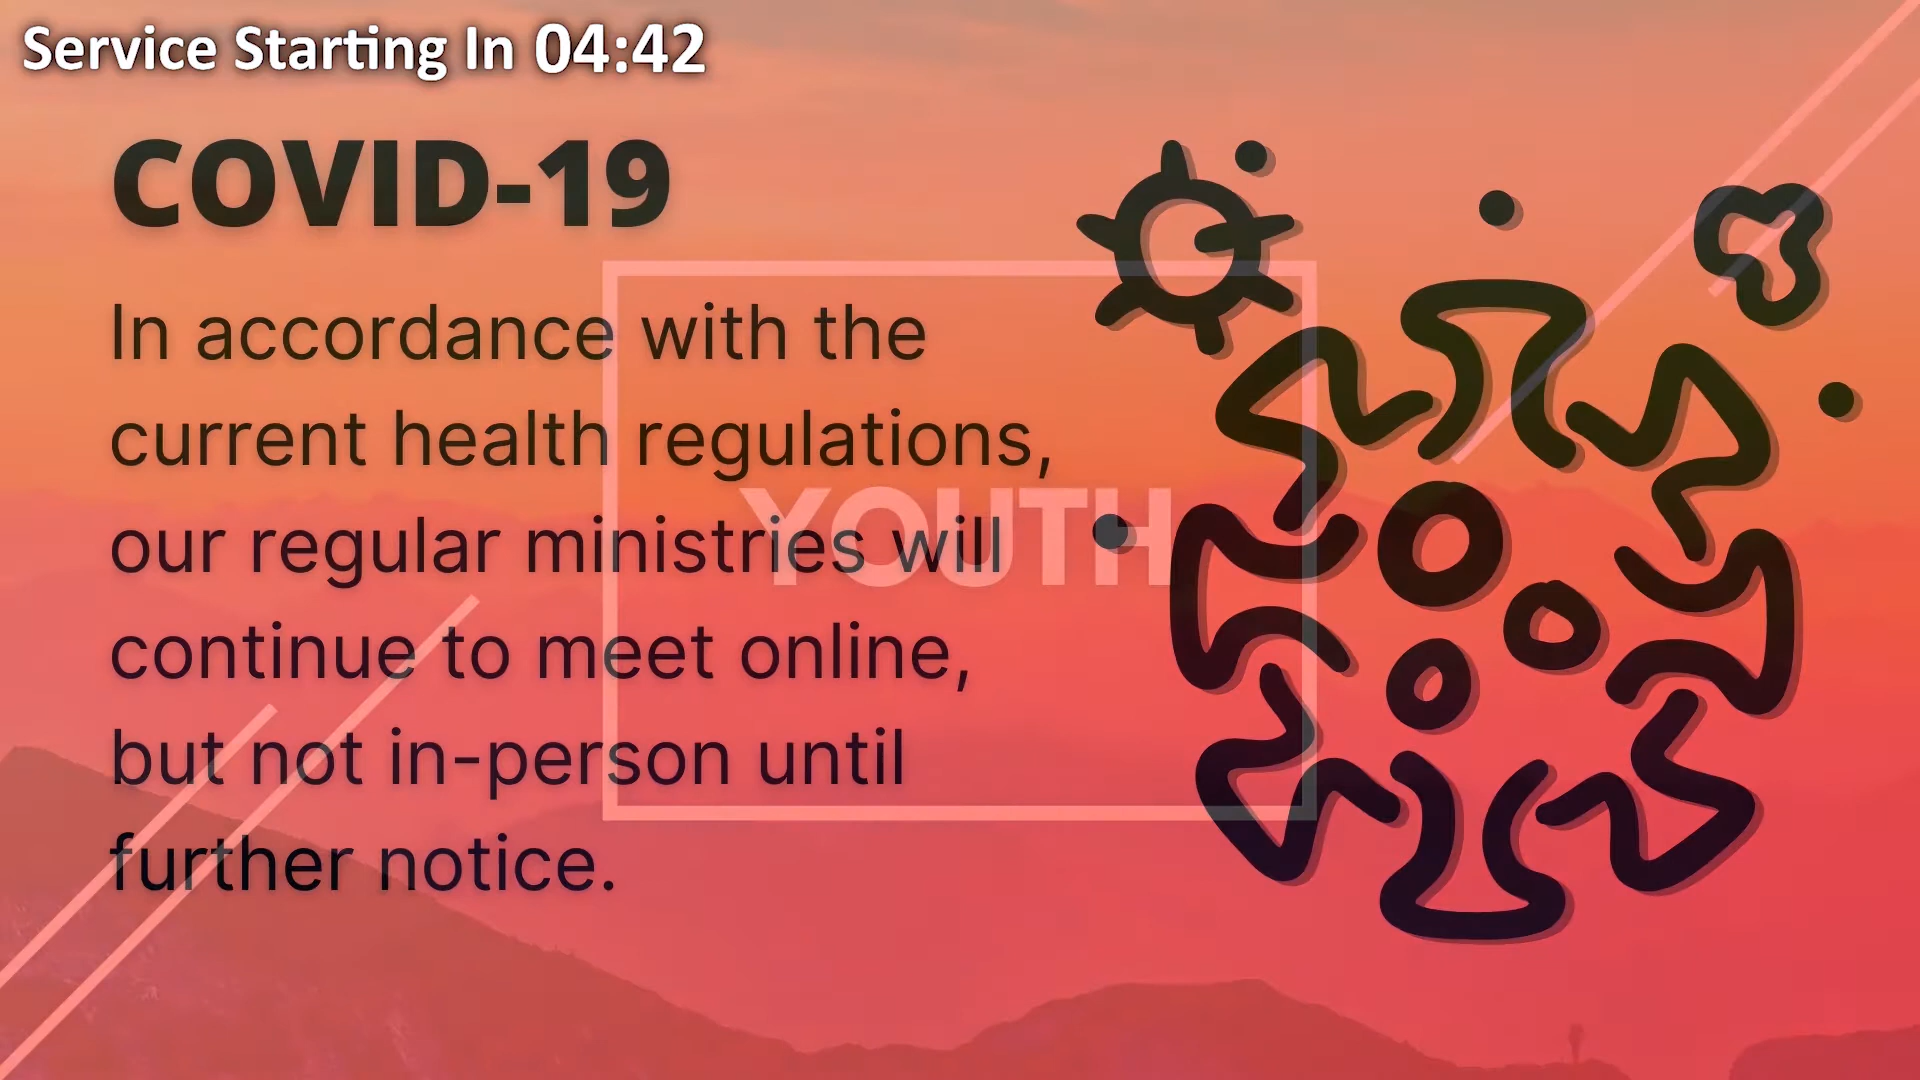 Service Starting In 04:42
COVID-19
In accordance with the
current health regulations,
our regular ministries will
continue to meet online,
but not in-person until
further notice.
YOUTH